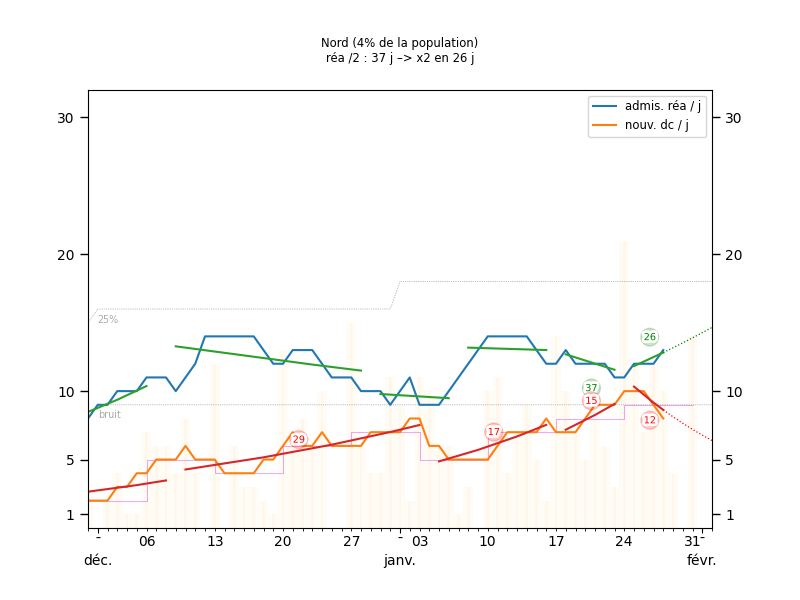 Nord (4% de la population)
réa /2 : 37 j –> x2 en 26 j
admis. réa / j
nouv. dc / j
30
30
20
20
25%
26
37
10
10
15
bruit
12
17
29
5
5
1
1
- 06 13 20 27 - 03 10 17 24 31-
déc. janv. févr.